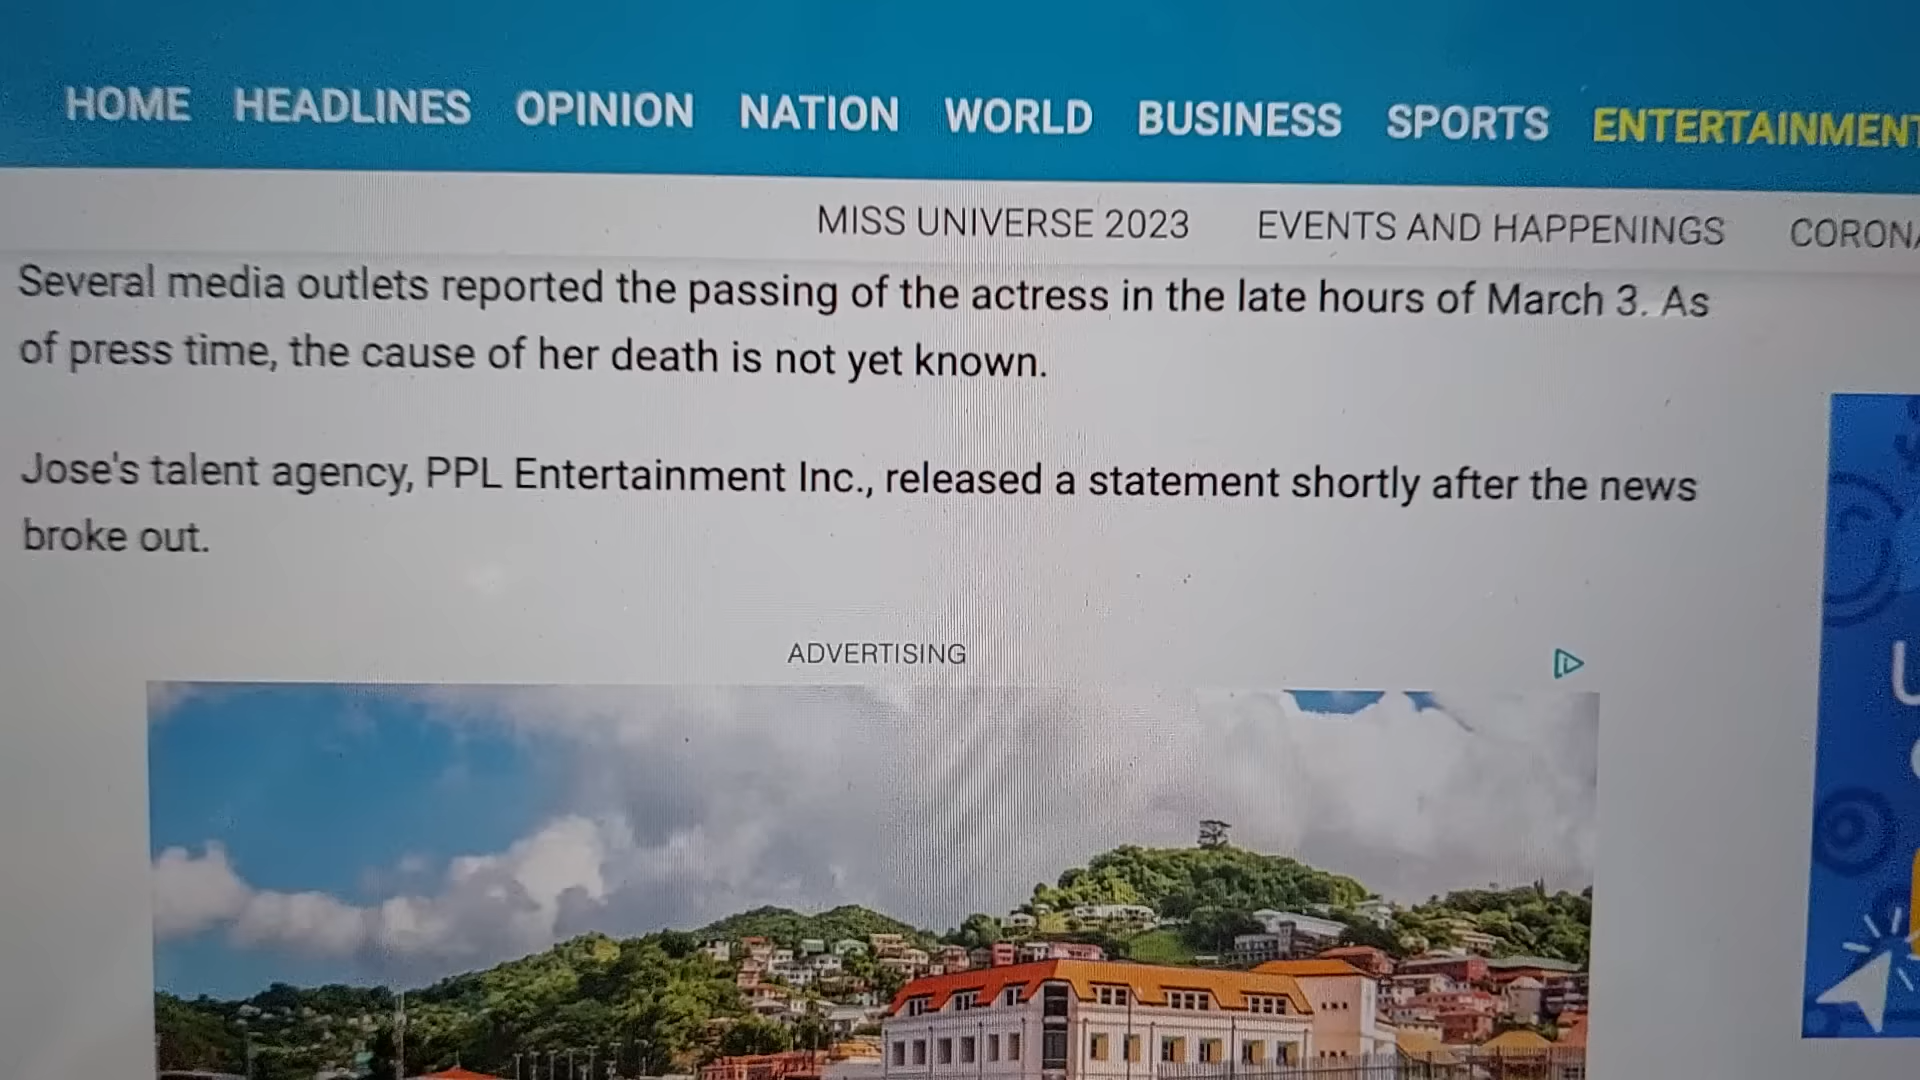 HOME HEADLINES OPINION NATION WORLD BUSINESS SPORTS ENTERTAINMENT
MISS UNIVERSE 2023 EVENTS AND HAPPENINGS CORONA
Several media outlets reported the passing of the actress in the late hours of March 3. As
of press time, the cause of her death is not yet known.
Jose's talent agency, PPL Entertainment Inc., released a statement shortly after the news
broke out.
ADVERTISING